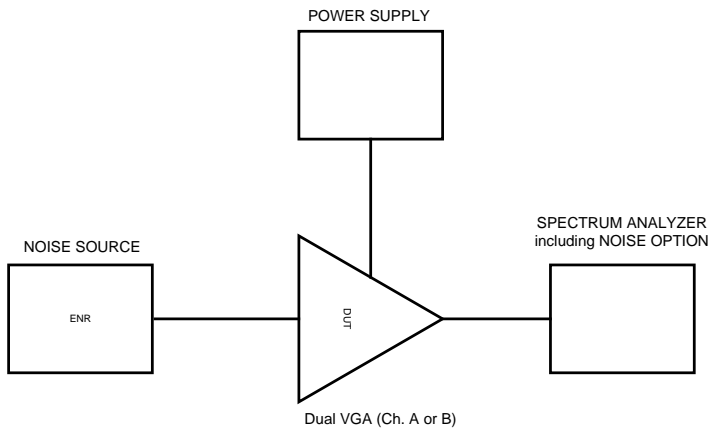 POWER SUPPLY
SPECTRUM ANALYZER
including NOISE OPTION
NOISE SOURCE
ENR
DUT
Dual VGA (Ch. A or B)